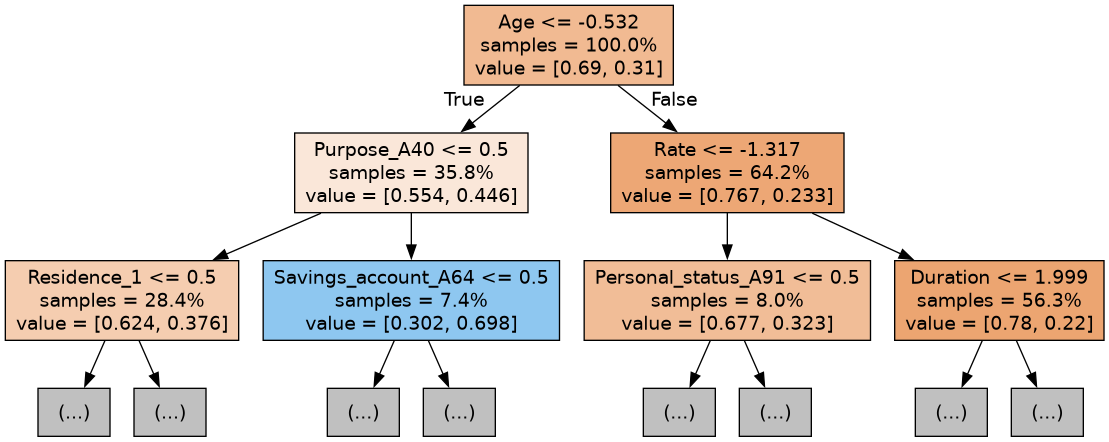 Age <= -0.532
samples = 100.0%
value = [0.69, 0.31]
True
False
Purpose_A40 <= 0.5
samples = 35.8%
value = [0.554, 0.446]
Rate <= -1.317
samples = 64.2%
value = [0.767, 0.233]
Residence_1 <= 0.5
samples = 28.4%
value = [0.624, 0.376]
Savings_account_A64 <= 0.5
samples = 7.4%
value = [0.302, 0.698]
Personal_status_A91 <= 0.5
samples = 8.0%
value = [0.677, 0.323]
Duration <= 1.999
samples = 56.3%
value = [0.78, 0.22]
(...)
(...)
(...)
(...)
(...)
(...)
(...)
(...)